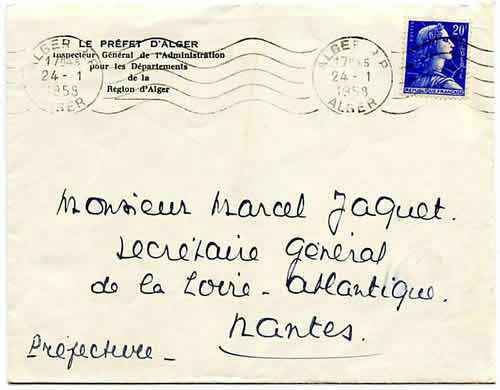 LE PRÉFET D'ALGER
Inspecteur Général de l'Administration
pour les Départements
de la
Région d'Alger
ALGER R.P
17H45
24-1
1958
ALGER
ALGER R.P
17H45
24-1
1958
ALGER
20F
RÉPUBLIQUE FRANÇAISE
Monsieur Marcel Jaquet.
Secrétaire Général
de la Loire-Atlantique.
Nantes.
Préfecture -